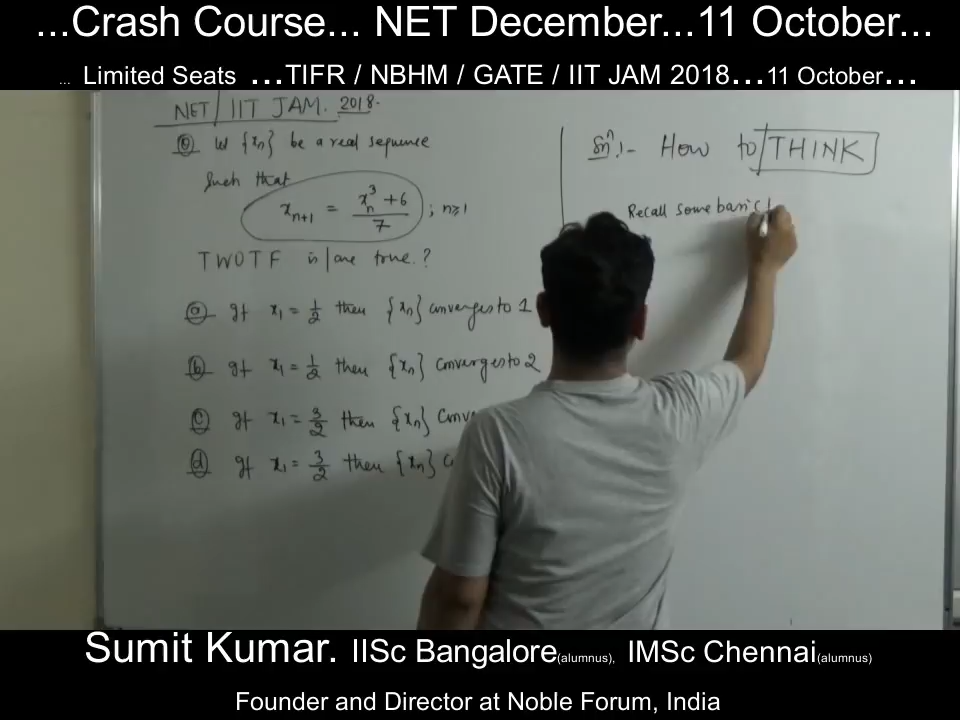 ...Crash Course... NET December...11 October...
... Limited Seats ...TIFR / NBHM / GATE / IIT JAM 2018...11 October...
NET/ IIT JAM. 2018.
Q let {xn} be a real sequence
Such that
x_{n+1} = (x_n^3 + 6)/7 ; n≥1
TWOTF is/are true.?
(a) If x1 = 1/2 then {xn} converges to 1
(b) If x1 = 1/2 then {xn} converges to 2
(c) If x1 = 3/2 then {xn} conv
(d) If x1 = 3/2 then {xn} c
Sol:- How to THINK
Recall some basic
Sumit Kumar. IISc Bangalore(alumnus), IMSc Chennai(alumnus)
Founder and Director at Noble Forum, India